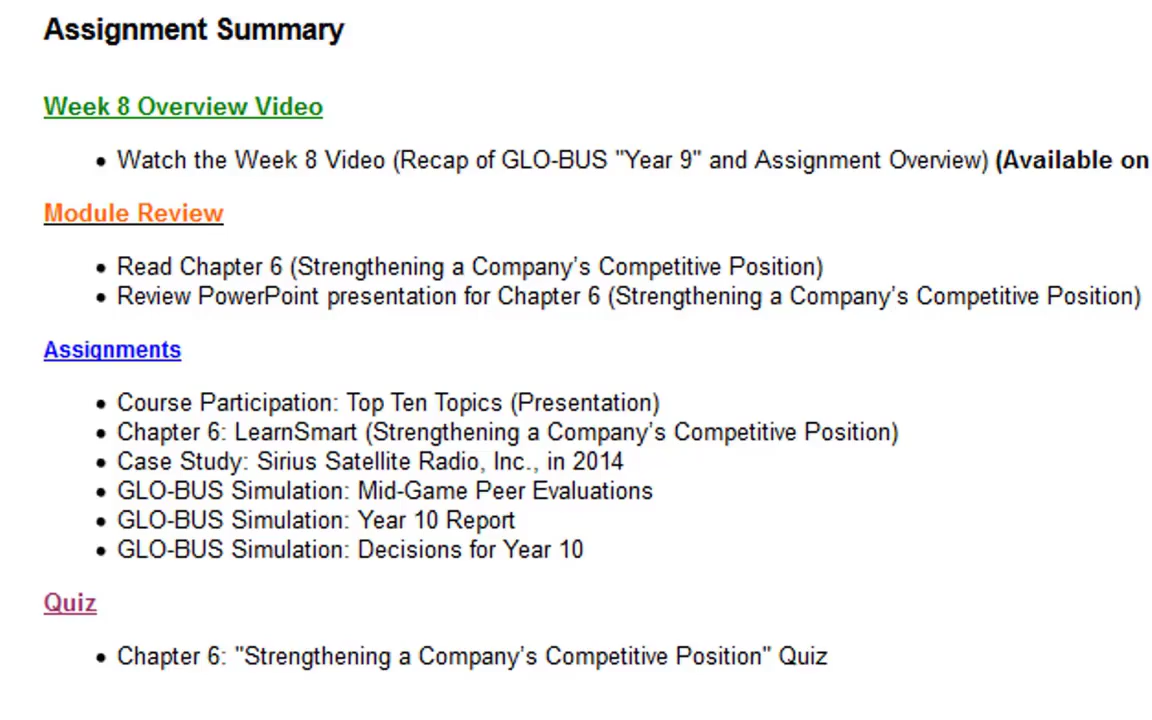 Assignment Summary
Week 8 Overview Video
• Watch the Week 8 Video (Recap of GLO-BUS "Year 9" and Assignment Overview) (Available on
Module Review
• Read Chapter 6 (Strengthening a Company’s Competitive Position)
• Review PowerPoint presentation for Chapter 6 (Strengthening a Company’s Competitive Position)
Assignments
• Course Participation: Top Ten Topics (Presentation)
• Chapter 6: LearnSmart (Strengthening a Company’s Competitive Position)
• Case Study: Sirius Satellite Radio, Inc., in 2014
• GLO-BUS Simulation: Mid-Game Peer Evaluations
• GLO-BUS Simulation: Year 10 Report
• GLO-BUS Simulation: Decisions for Year 10
Quiz
• Chapter 6: "Strengthening a Company’s Competitive Position" Quiz